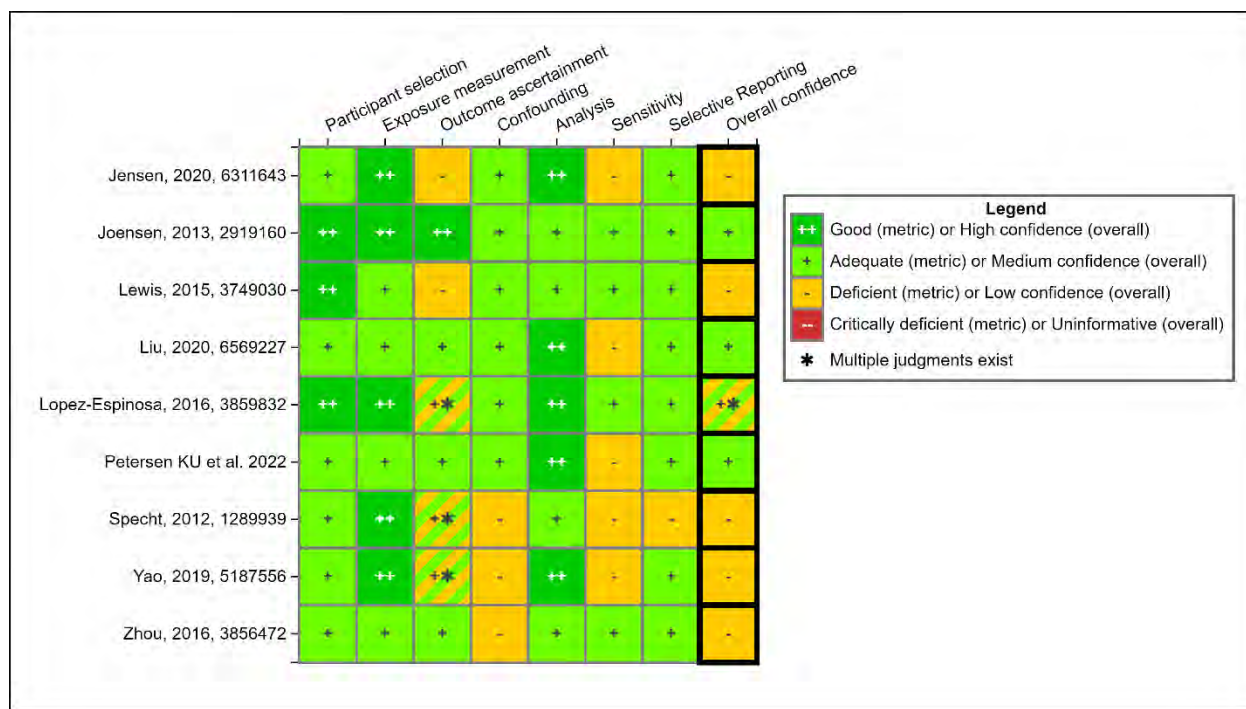 Participant selection
Exposure measurement
Outcome ascertainment
Confounding
Analysis
Sensitivity
Selective Reporting
Overall confidence
Jensen, 2020, 6311643 + ++ - + ++ - + -
Joensen, 2013, 2919160 ++ ++ ++ + + + + +
Lewis, 2015, 3749030 ++ + - + + + + -
Liu, 2020, 6569227 + + + + ++ - + +
Lopez-Espinosa, 2016, 3859832 ++ ++ +* + ++ + + +*
Petersen KU et al. 2022 + + + + ++ - + +
Specht, 2012, 1289939 + ++ +* - + - - -
Yao, 2019, 5187556 + ++ +* - ++ - + -
Zhou, 2016, 3856472 + + + - + + + -
Legend
++ Good (metric) or High confidence (overall)
+ Adequate (metric) or Medium confidence (overall)
- Deficient (metric) or Low confidence (overall)
-- Critically deficient (metric) or Uninformative (overall)
* Multiple judgments exist